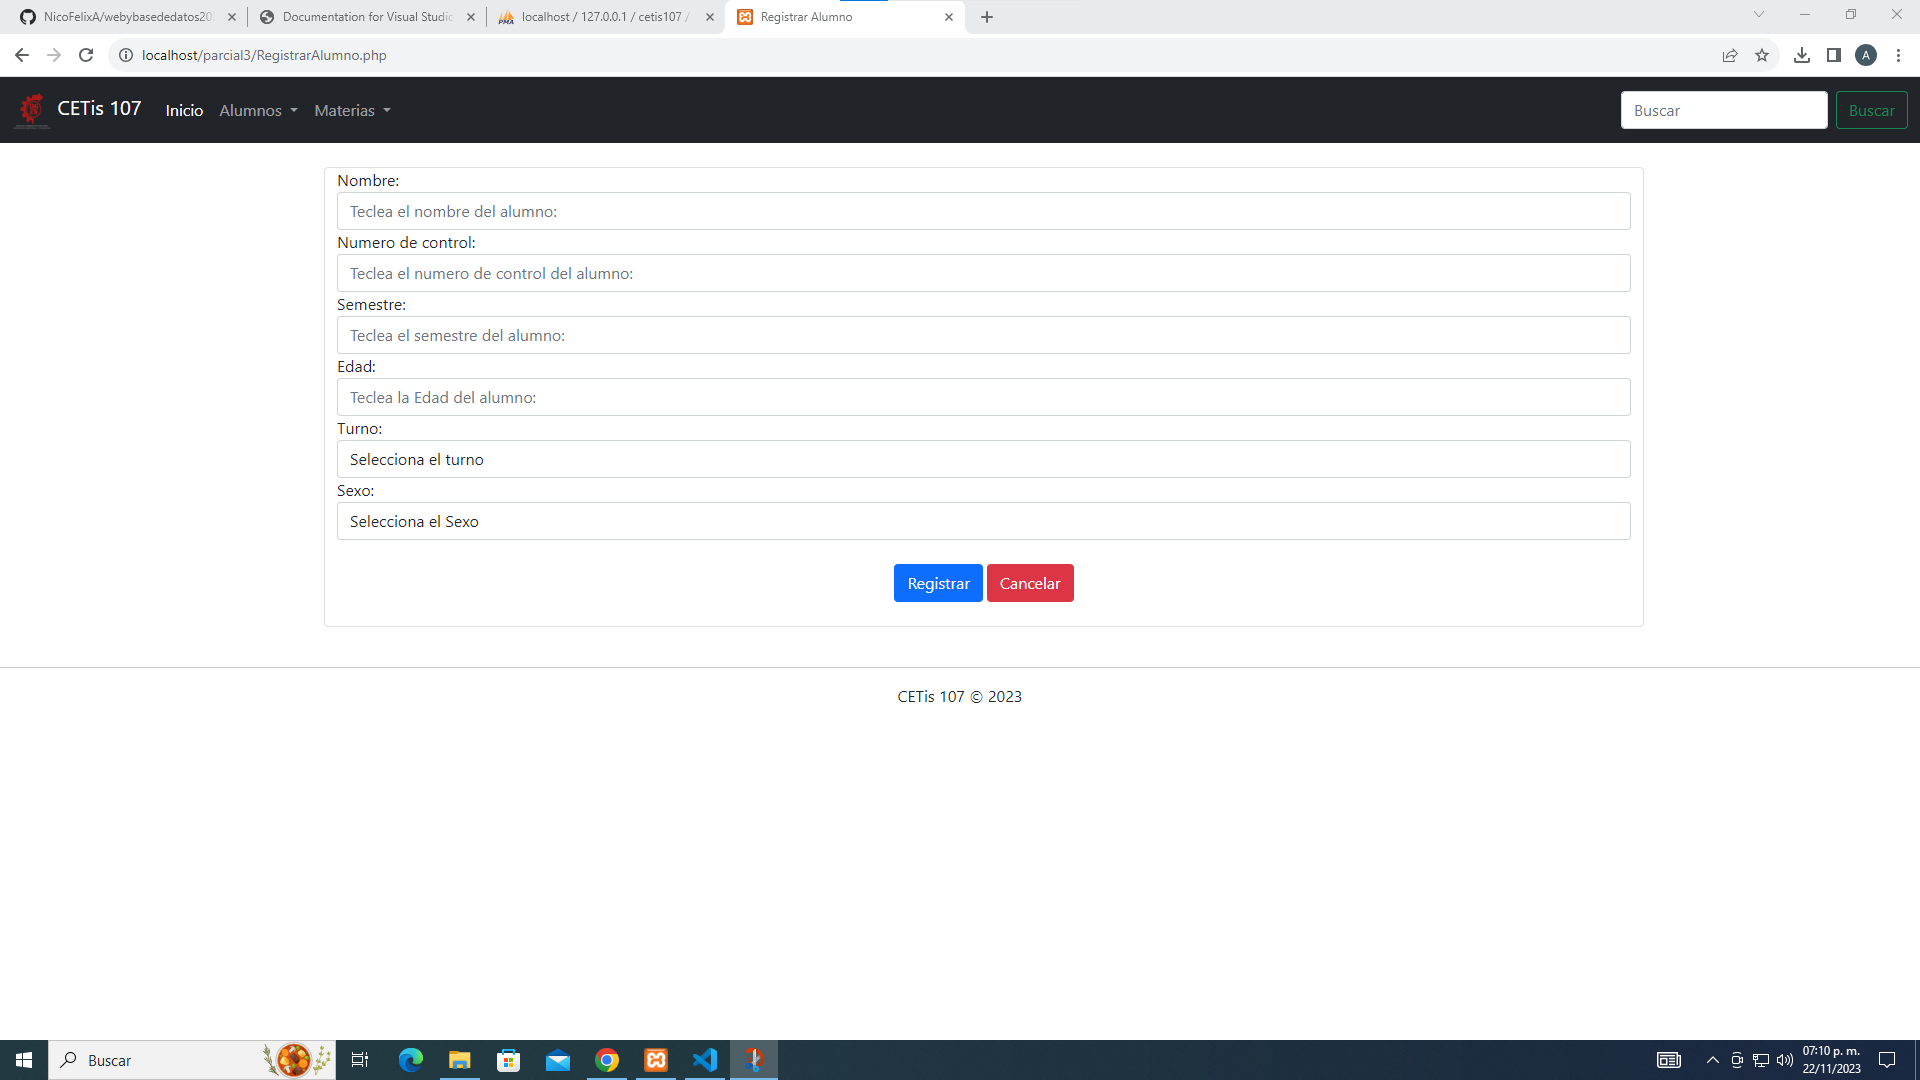 NicoFelixA/webybasededatos20
Documentation for Visual Studio
localhost / 127.0.0.1 / cetis107 /
Registrar Alumno
localhost/parcial3/RegistrarAlumno.php
A
CETis 107
Inicio
Alumnos
Materias
Buscar
Buscar
Nombre:
Teclea el nombre del alumno:
Numero de control:
Teclea el numero de control del alumno:
Semestre:
Teclea el semestre del alumno:
Edad:
Teclea la Edad del alumno:
Turno:
Selecciona el turno
Sexo:
Selecciona el Sexo
Registrar
Cancelar
CETis 107 © 2023
Buscar
07:10 p. m.
22/11/2023